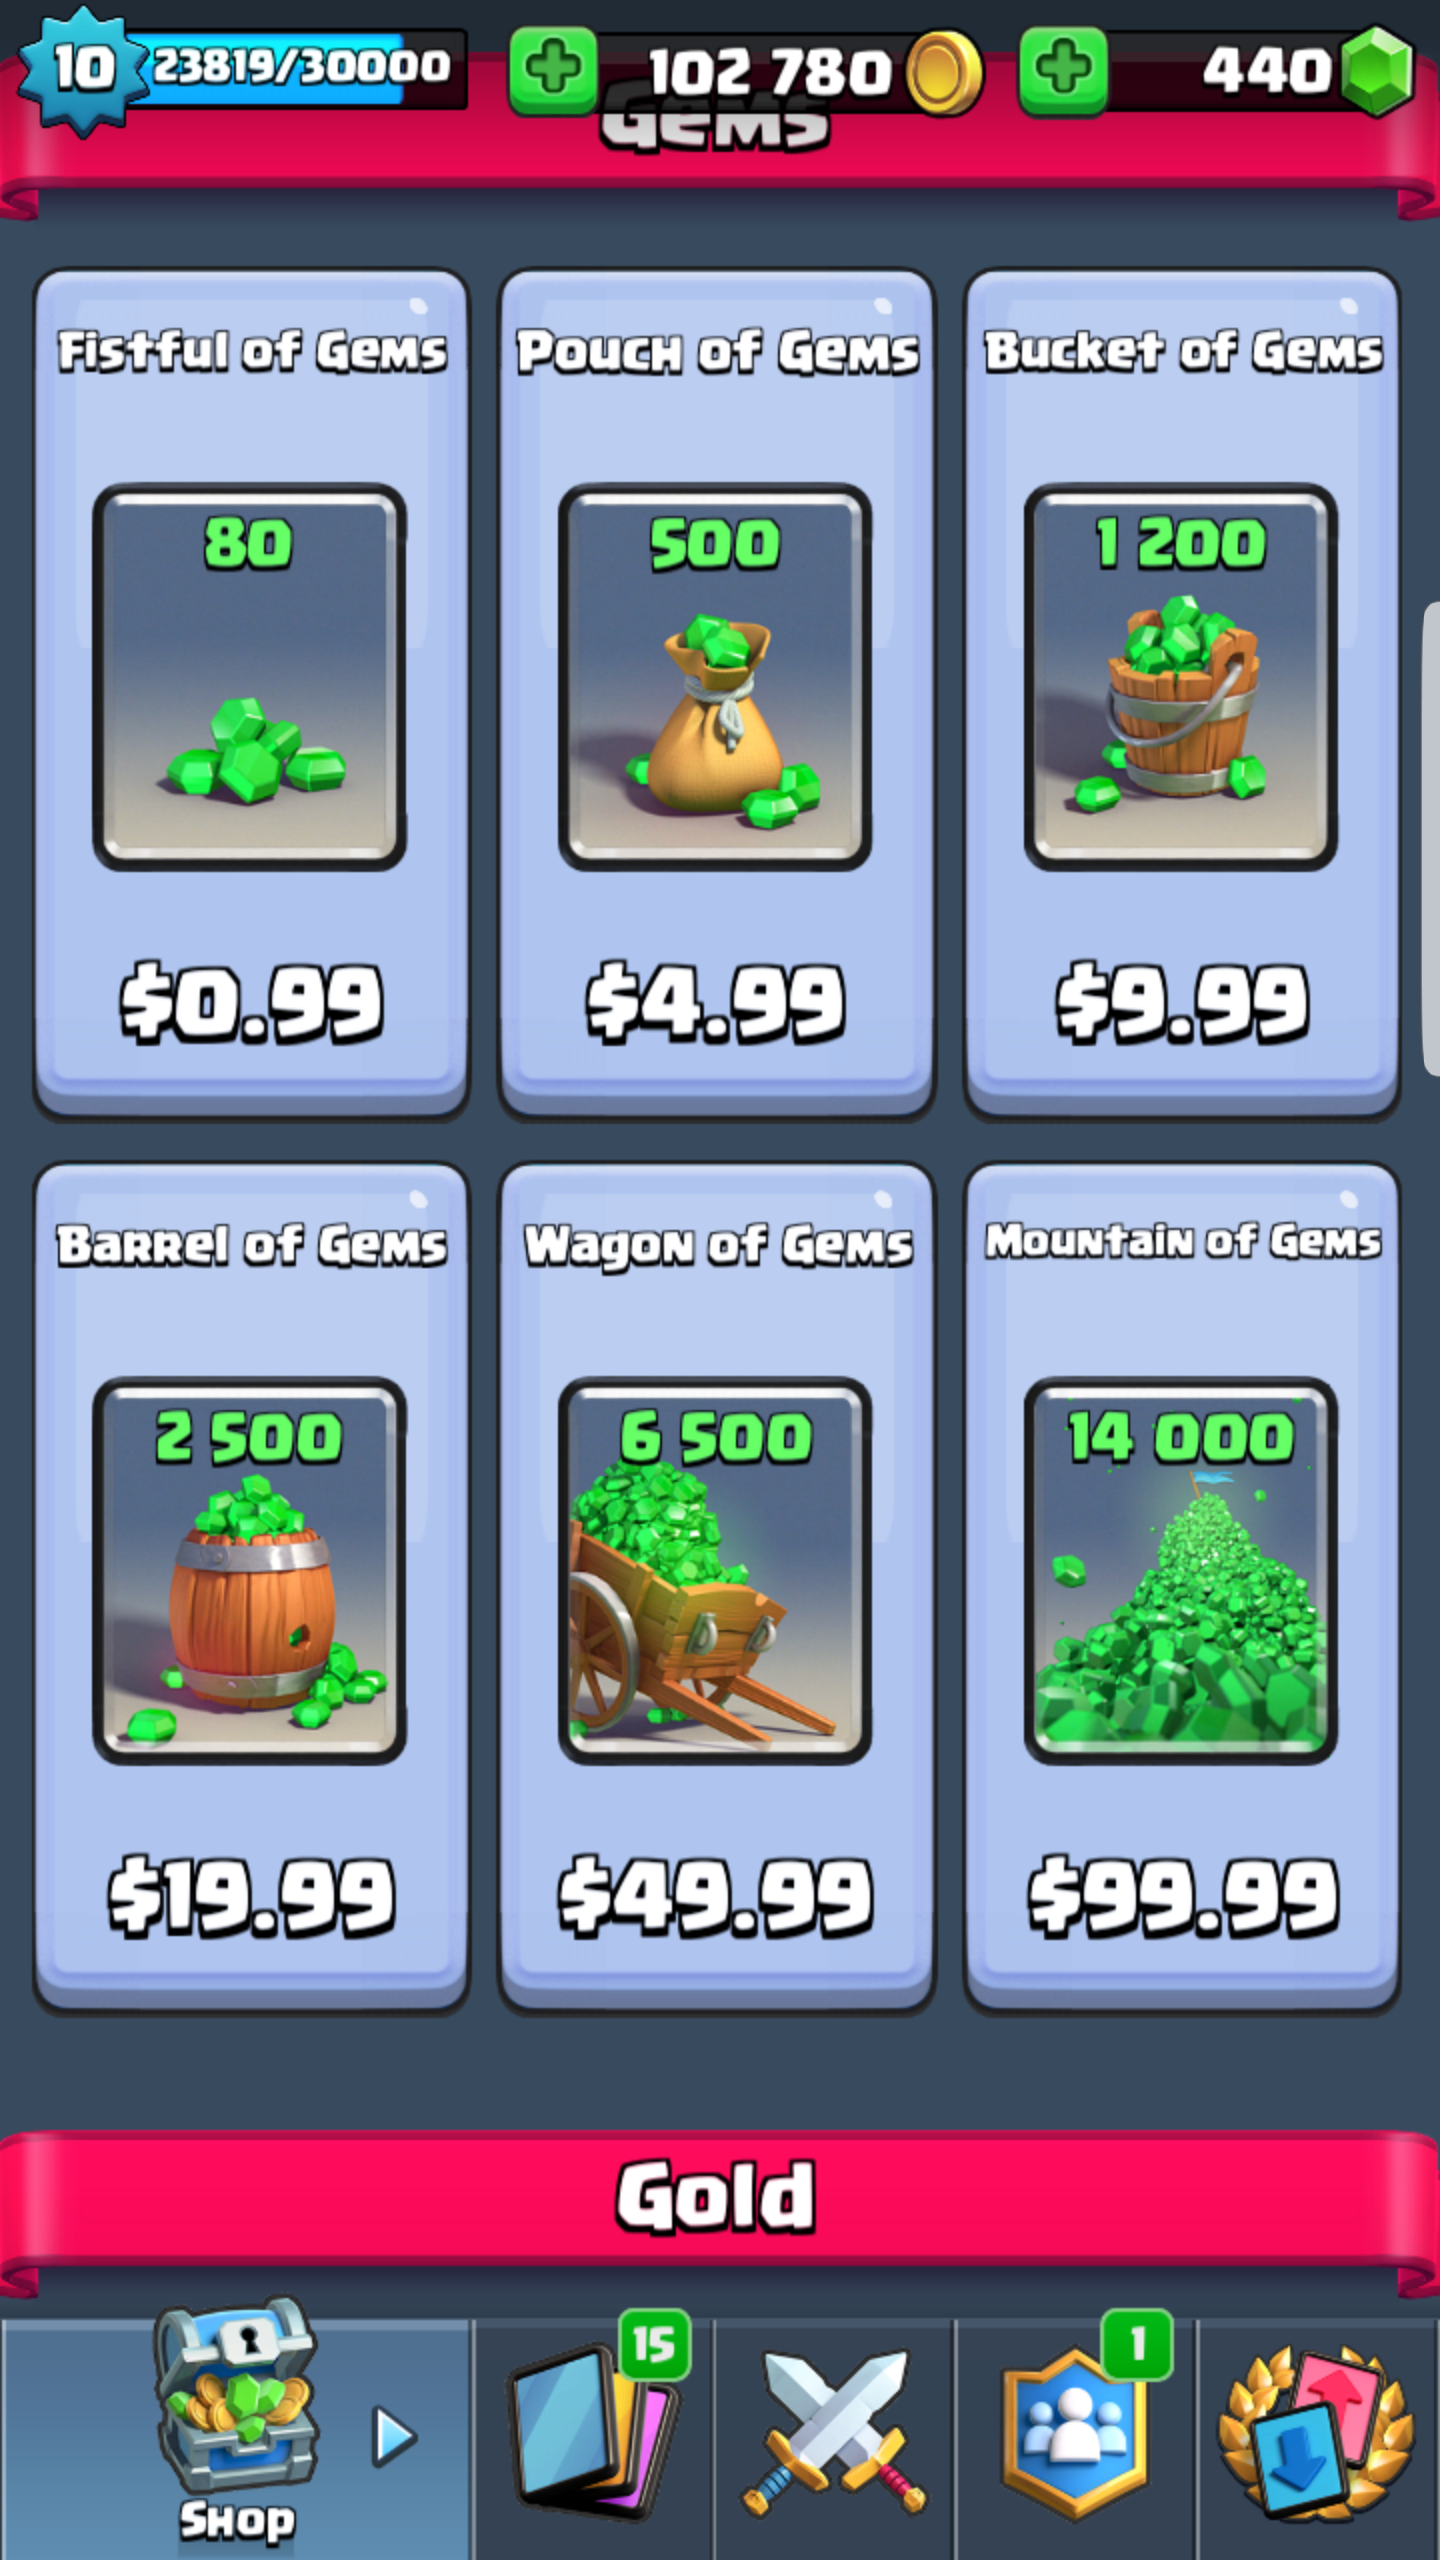 10 23819/30000 102 780 440
Gems
Fistful of Gems Pouch of Gems Bucket of Gems
80 500 1 200
$0.99 $4.99 $9.99
Barrel of Gems Wagon of Gems Mountain of Gems
2 500 6 500 14 000
$19.99 $49.99 $99.99
Gold
15 1
Shop